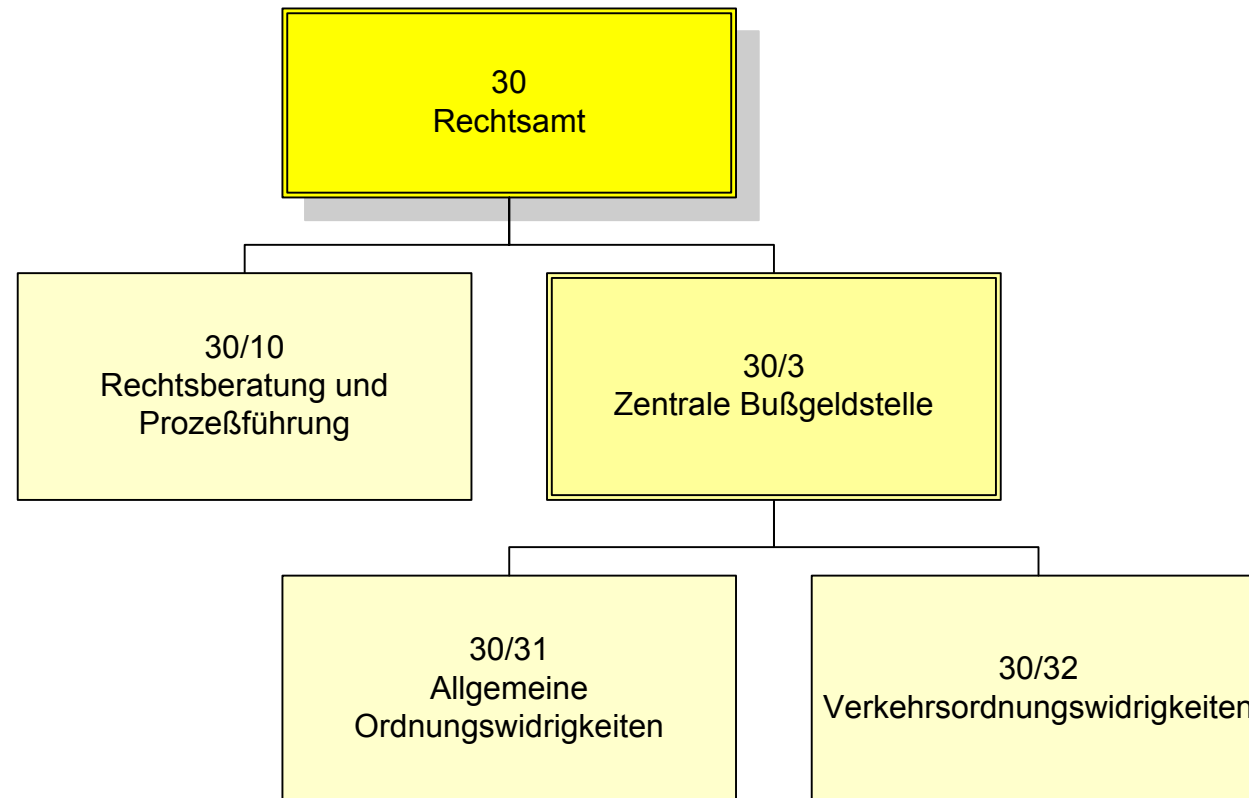 30
Rechtsamt
30/10
Rechtsberatung und
Prozeßführung
30/3
Zentrale Bußgeldstelle
30/31
Allgemeine
Ordnungswidrigkeiten
30/32
Verkehrsordnungswidrigkeiten